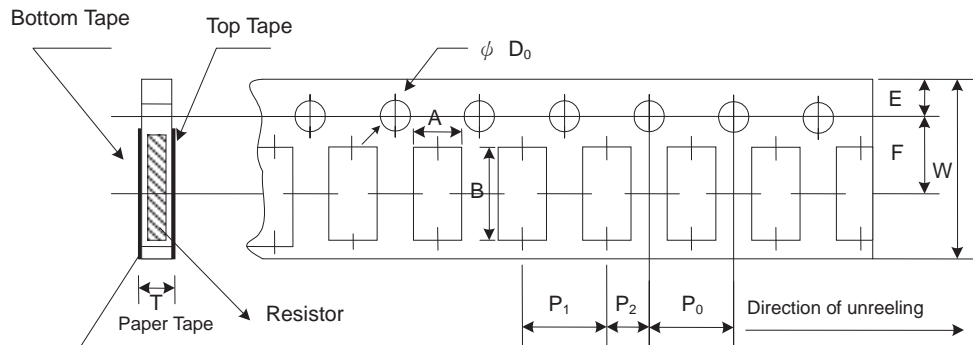 Bottom Tape
Top Tape
ϕ D₀
E
A
F
W
B
T
P₁
P₂
P₀
Direction of unreeling
Resistor
Paper Tape